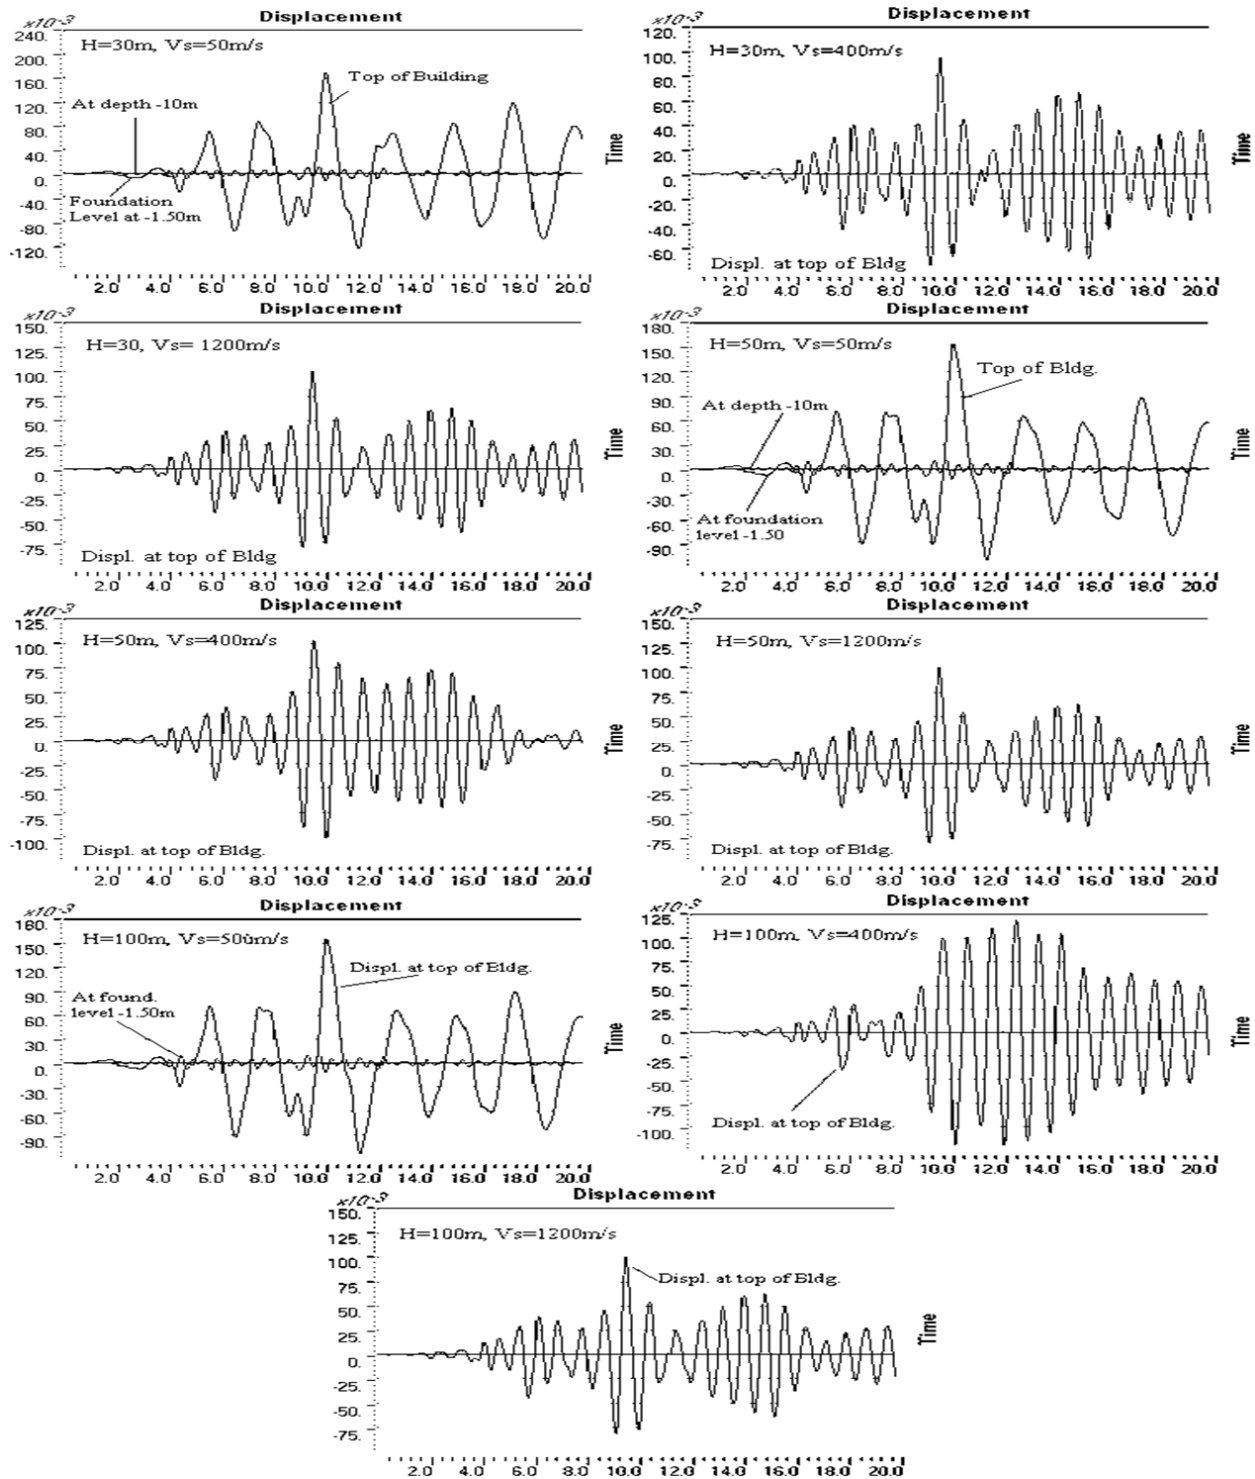 Displacement
x10-3
240.
200.
160.
120.
80.
40.
0.
-40.
-80.
-120.
H=30m, Vs=50m/s
Top of Building
At depth -10m
Foundation
Level at -1.50m
Time
2.0 4.0 6.0 8.0 10.0 12.0 14.0 16.0 18.0 20.0
Displacement
x10-3
120.
100.
80.
60.
40.
20.
0.
-20.
-40.
-60.
H=30m, Vs=400m/s
Displ. at top of Bldg
Time
2.0 4.0 6.0 8.0 10.0 12.0 14.0 16.0 18.0 20.0
Displacement
x10-3
150.
125.
100.
75.
50.
25.
0.
-25.
-50.
-75.
H=30, Vs= 1200m/s
Displ. at top of Bldg
Time
2.0 4.0 6.0 8.0 10.0 12.0 14.0 16.0 18.0 20.0
Displacement
x10-3
180.
150.
120.
90.
60.
30.
0.
-30.
-60.
-90.
H=50m, Vs=50m/s
Top of Bldg.
At depth -10m
At foundation
level -1.50
Time
2.0 4.0 6.0 8.0 10.0 12.0 14.0 16.0 18.0 20.0
Displacement
x10-3
125.
100.
75.
50.
25.
0.
-25.
-50.
-75.
-100.
H=50m, Vs=400m/s
Displ. at top of Bldg.
Time
2.0 4.0 6.0 8.0 10.0 12.0 14.0 16.0 18.0 20.0
Displacement
x10-3
150.
125.
100.
75.
50.
25.
0.
-25.
-50.
-75.
H=50m, Vs=1200m/s
Displ. at top of Bldg.
Time
2.0 4.0 6.0 8.0 10.0 12.0 14.0 16.0 18.0 20.0
Displacement
x10-3
180.
150.
120.
90.
60.
30.
0.
-30.
-60.
-90.
H=100m, Vs=50ùm/s
Displ. at top of Bldg.
At found.
level -1.50m
Time
2.0 4.0 6.0 8.0 10.0 12.0 14.0 16.0 18.0 20.0
Displacement
x10-3
125.
100.
75.
50.
25.
0.
-25.
-50.
-75.
-100.
H=100m, Vs=400m/s
Displ. at top of Bldg.
Time
2.0 4.0 6.0 8.0 10.0 12.0 14.0 16.0 18.0 20.0
Displacement
x10-3
150.
125.
100.
75.
50.
25.
0.
-25.
-50.
-75.
H=100m, Vs=1200m/s
Displ. at top of Bldg.
Time
2.0 4.0 6.0 8.0 10.0 12.0 14.0 16.0 18.0 20.0